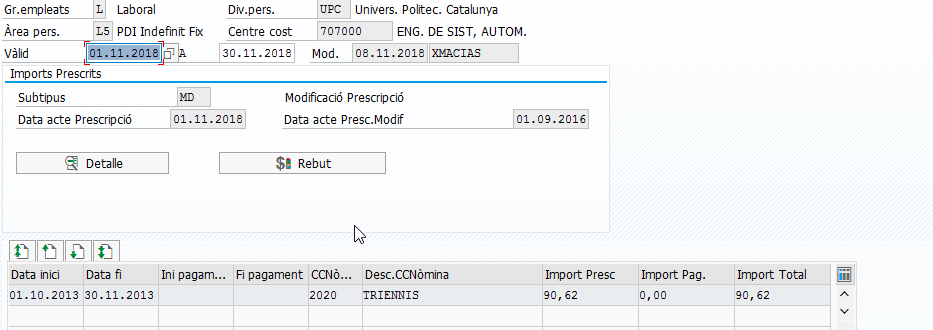 Gr.empleats L Laboral Div.pers. UPC Univers. Politec. Catalunya
Àrea pers. L5 PDI Indefinit Fix Centre cost 707000 ENG. DE SIST, AUTOM.
Vàlid 01.11.2018 A 30.11.2018 Mod. 08.11.2018 XMACIAS
Imports Prescrits
Subtipus MD Modificació Prescripció
Data acte Prescripció 01.11.2018 Data acte Presc.Modif 01.09.2016
Detalle Rebut
Data inici Data fi Ini pagam... Fi pagament CCNò... Desc.CCNòmina Import Presc Import Pag. Import Total
01.10.2013 30.11.2013 2020 TRIENNIS 90,62 0,00 90,62